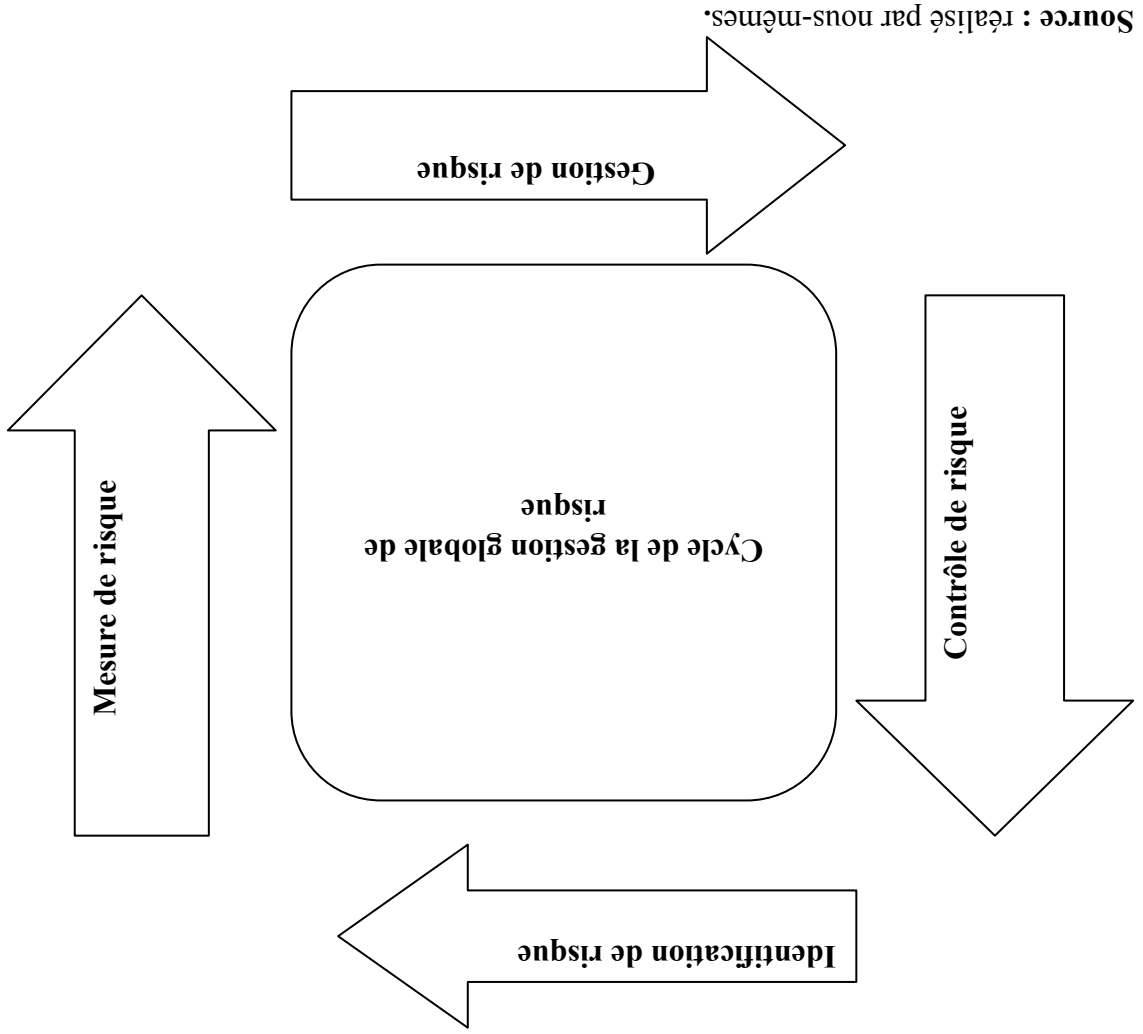 Identification de risque
Mesure de risque
Cycle de la gestion globale de
risque
Contrôle de risque
Gestion de risque
Source : réalisé par nous-mêmes.